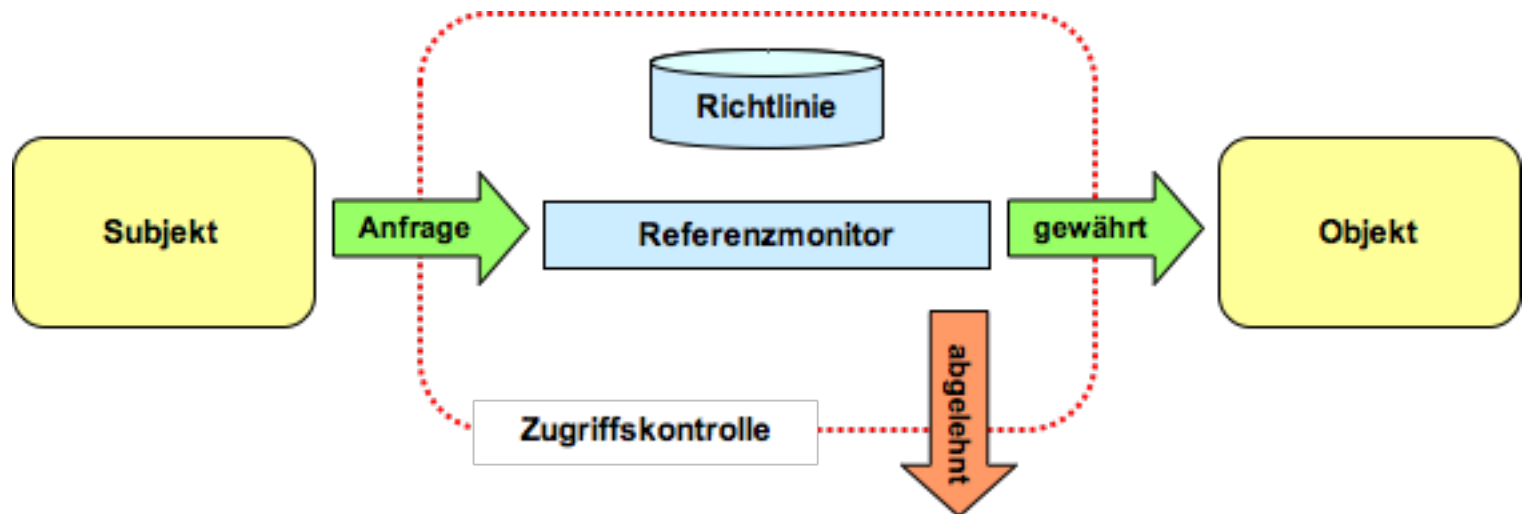 Richtlinie
Subjekt
Anfrage
Referenzmonitor
gewährt
Objekt
abgelehnt
Zugriffskontrolle